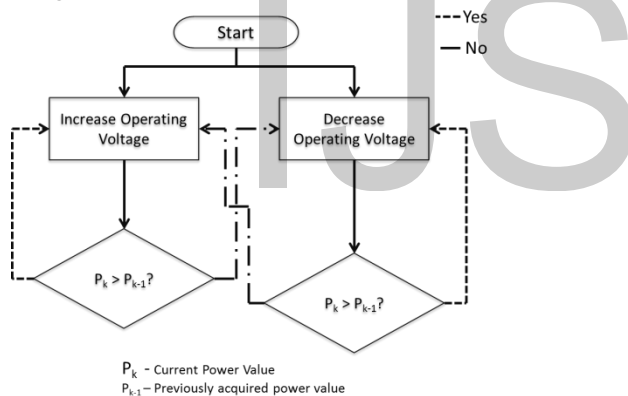 Start
Yes
No
Increase Operating
Voltage
Decrease
Operating Voltage
Pk > Pk-1?
Pk > Pk-1?
Pk - Current Power Value
Pk-1 – Previously acquired power value
IJS